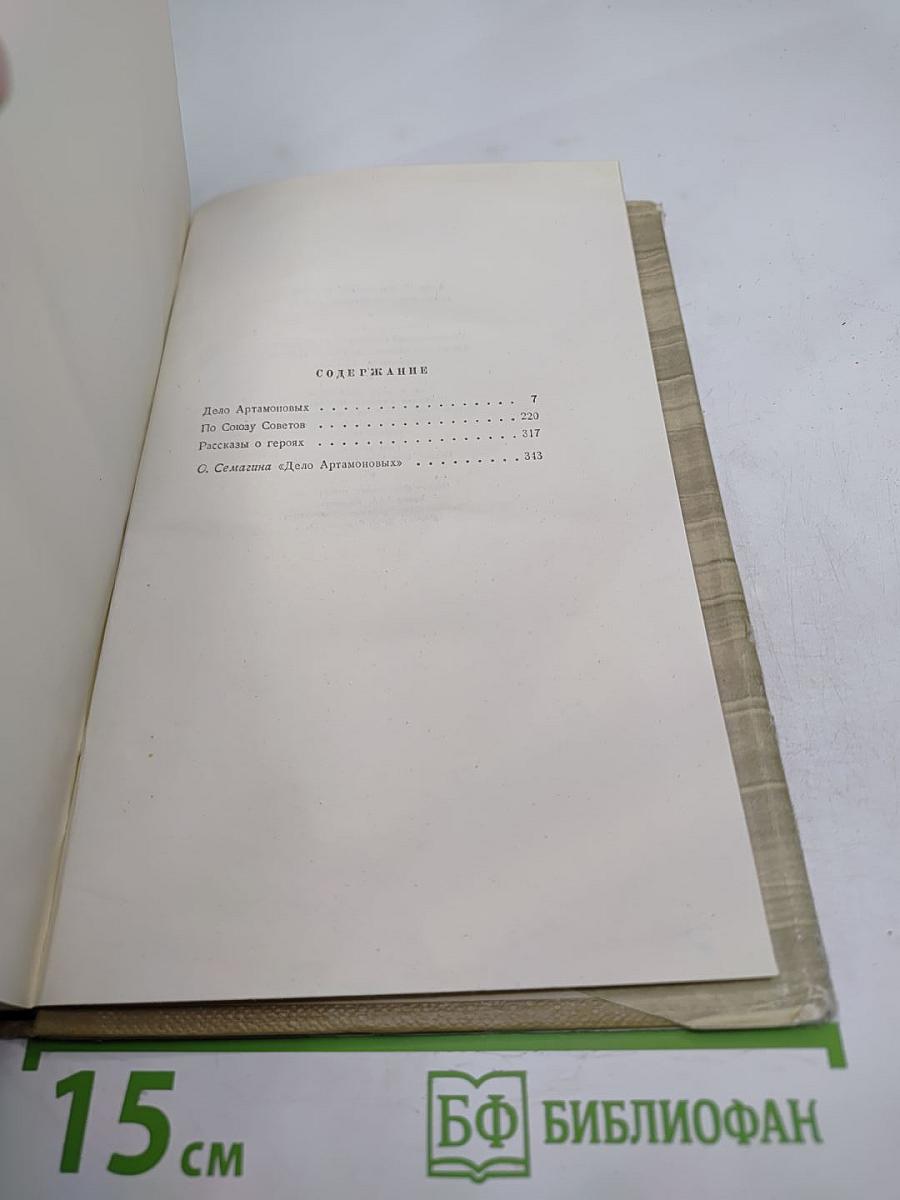 СОДЕРЖАНИЕ
Дело Артамоновых . . . . . . . . . . . . . . . . . 7
По Союзу Советов . . . . . . . . . . . . . . . . . 220
Рассказы о героях . . . . . . . . . . . . . . . . . 317
О. Семагина «Дело Артамоновых» . . . . . . . . . 343
15 см
БФ БИБЛИОФАН